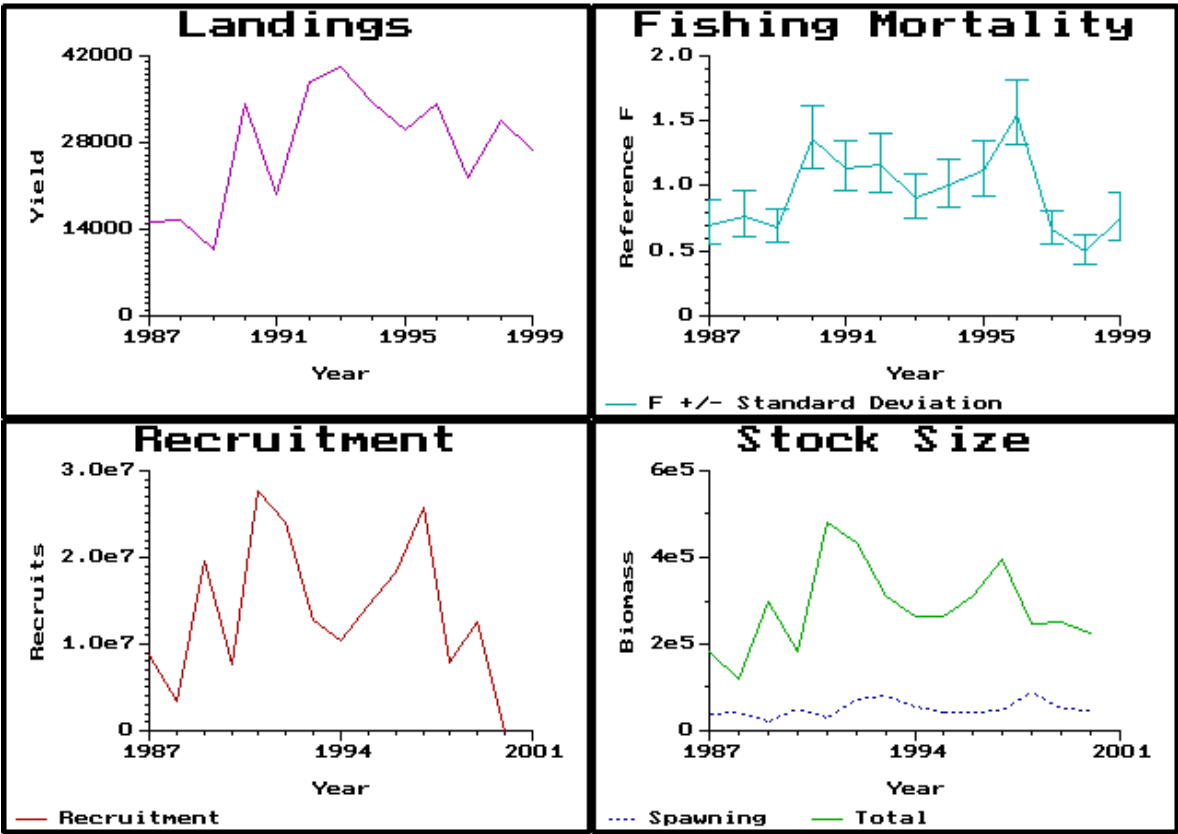 Landings
42000
28000
14000
0
Yield
1987 1991 1995 1999
Year
Fishing Mortality
2.0
1.5
1.0
0.5
0
Reference F
1987 1991 1995 1999
Year
F +/- Standard Deviation
Recruitment
3.0e7
2.0e7
1.0e7
0
Recruits
1987 1994 2001
Year
Recruitment
Stock Size
6e5
4e5
2e5
0
Biomass
1987 1994 2001
Year
Spawning Total